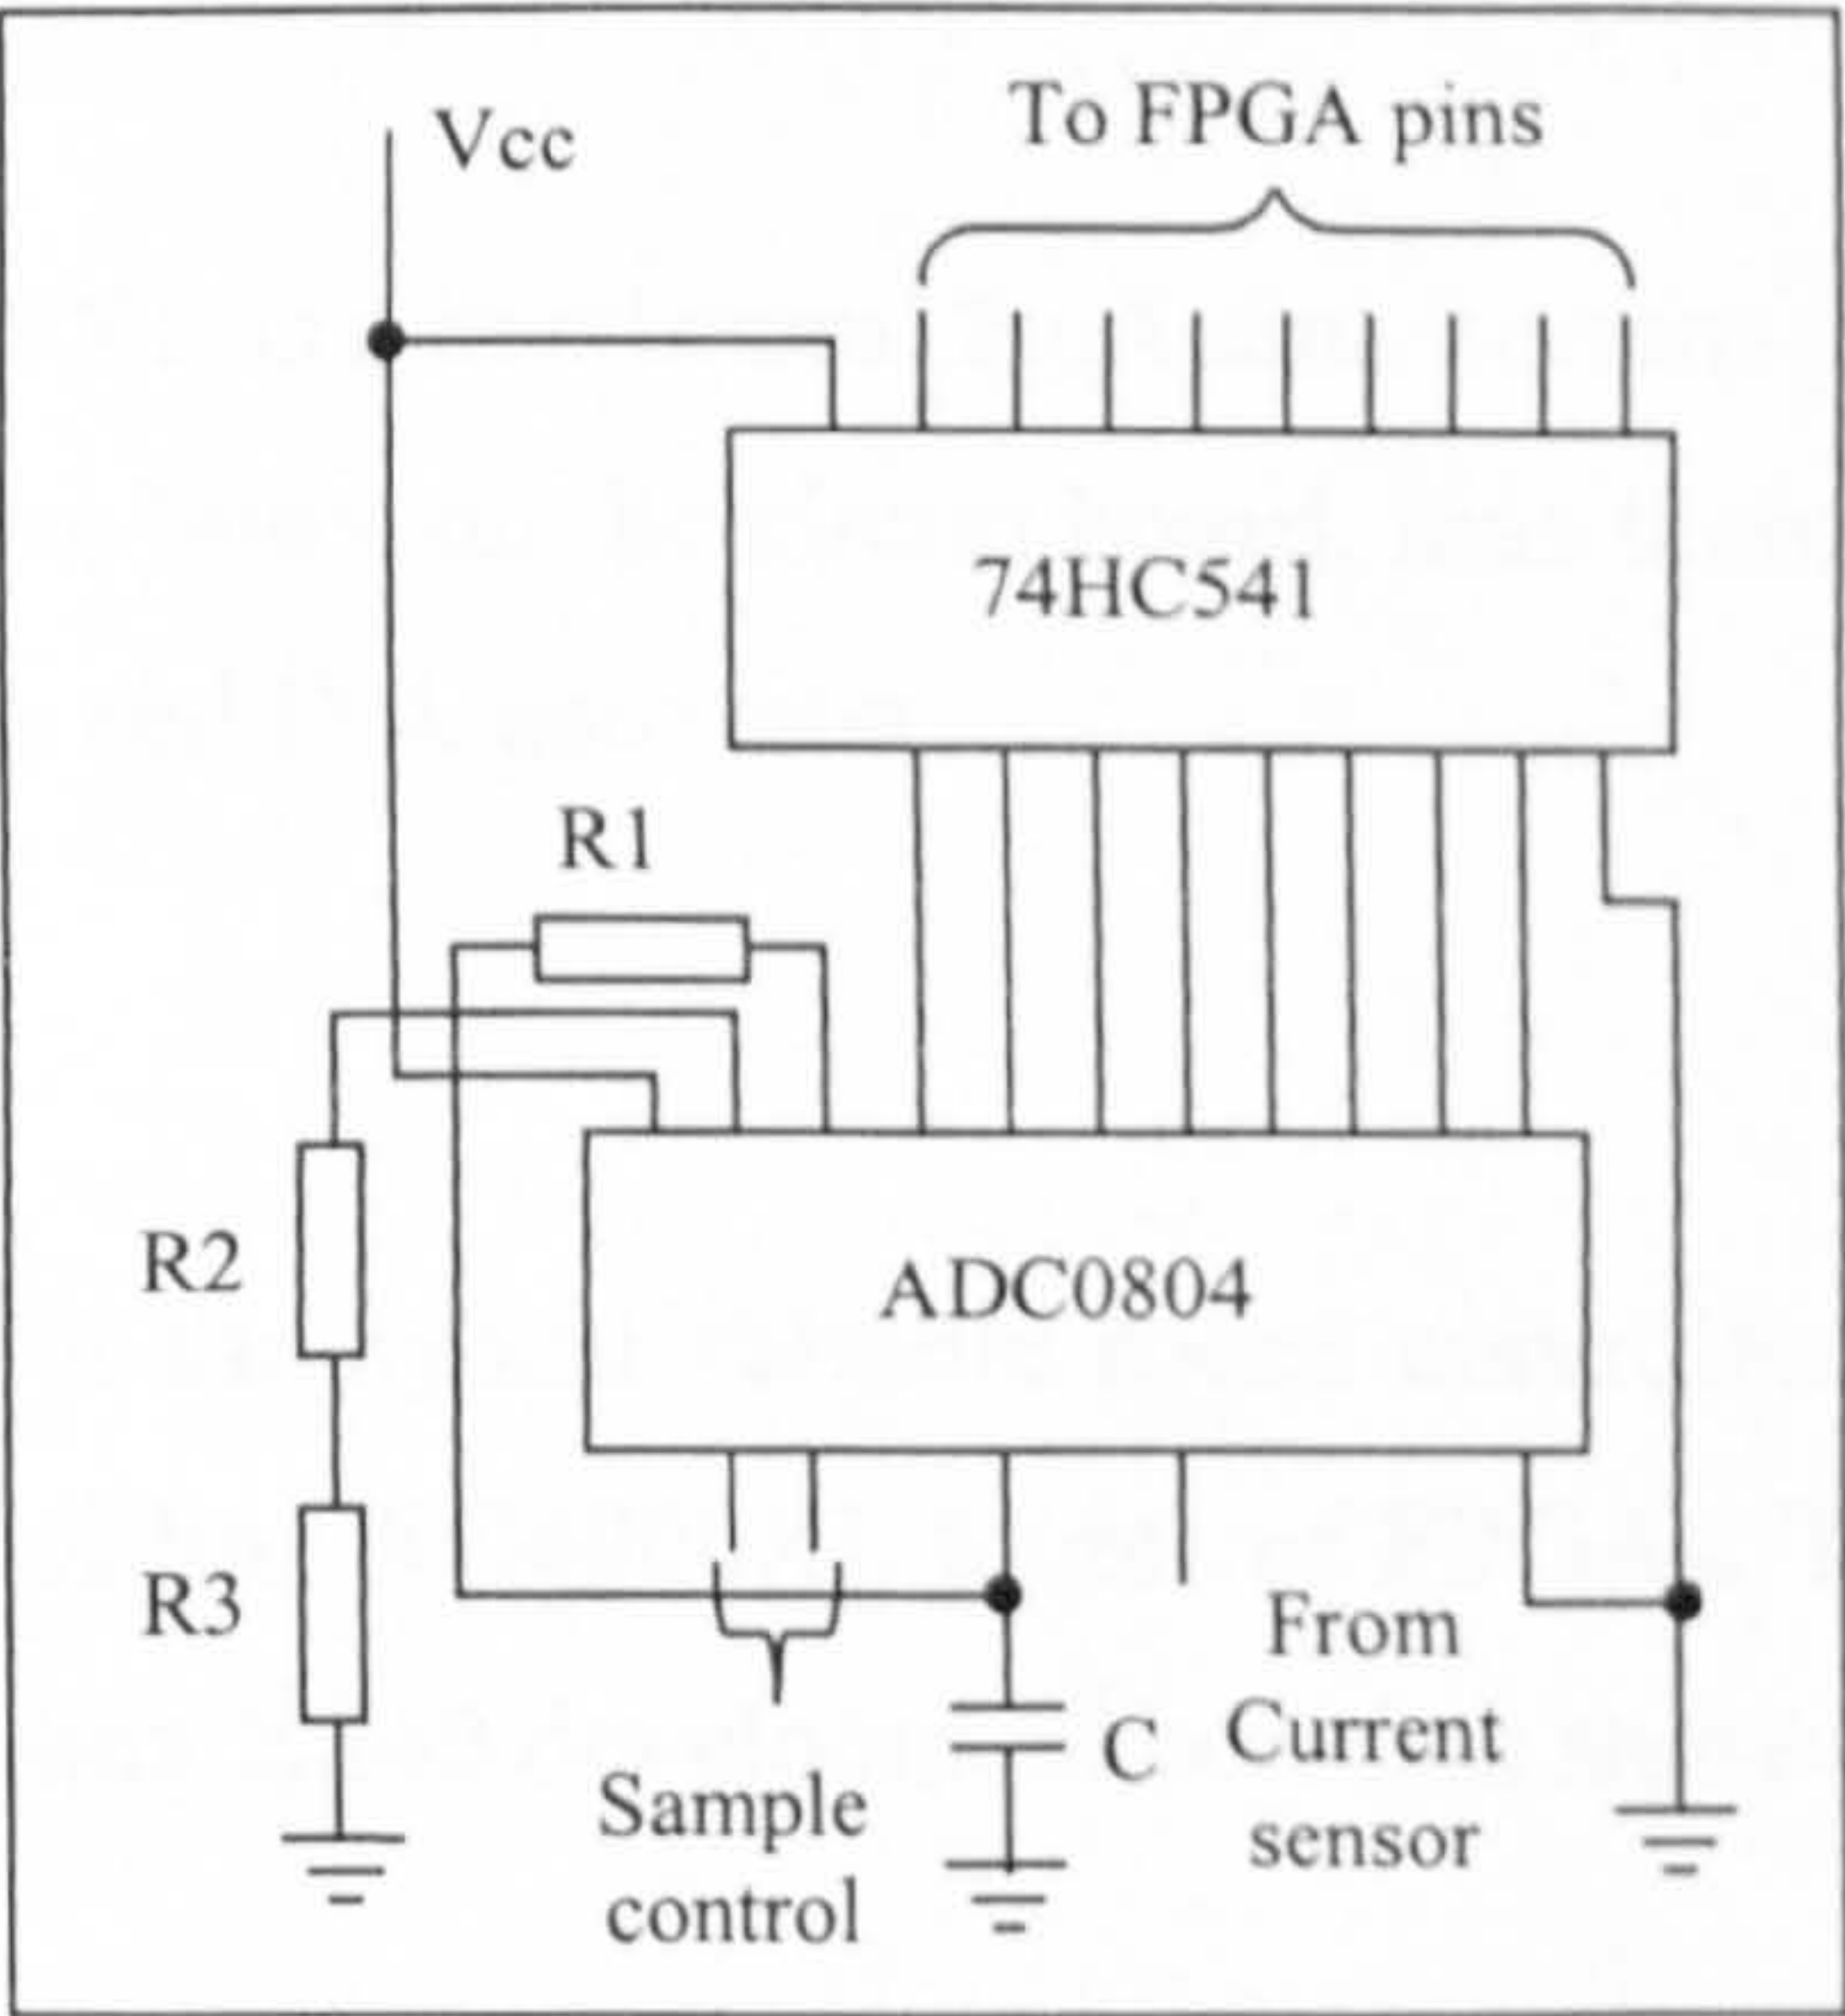 Vcc
To FPGA pins
74HC541
R1
R2
ADC0804
R3
C
From
Current
sensor
Sample
control